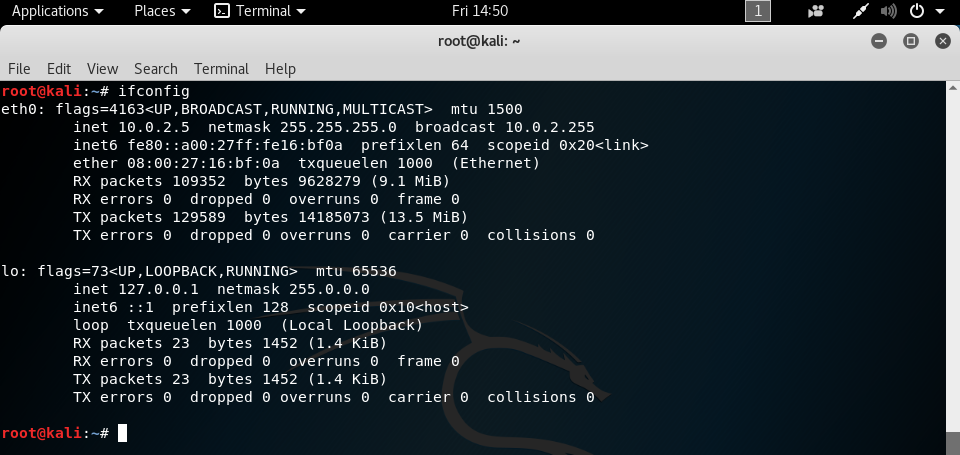 Applications Places Terminal Fri 14:50 1
root@kali: ~
File Edit View Search Terminal Help
root@kali:~# ifconfig
eth0: flags=4163<UP,BROADCAST,RUNNING,MULTICAST>  mtu 1500
        inet 10.0.2.5  netmask 255.255.255.0  broadcast 10.0.2.255
        inet6 fe80::a00:27ff:fe16:bf0a  prefixlen 64  scopeid 0x20<link>
        ether 08:00:27:16:bf:0a  txqueuelen 1000  (Ethernet)
        RX packets 109352  bytes 9628279 (9.1 MiB)
        RX errors 0  dropped 0  overruns 0  frame 0
        TX packets 129589  bytes 14185073 (13.5 MiB)
        TX errors 0  dropped 0 overruns 0  carrier 0  collisions 0

lo: flags=73<UP,LOOPBACK,RUNNING>  mtu 65536
        inet 127.0.0.1  netmask 255.0.0.0
        inet6 ::1  prefixlen 128  scopeid 0x10<host>
        loop  txqueuelen 1000  (Local Loopback)
        RX packets 23  bytes 1452 (1.4 KiB)
        RX errors 0  dropped 0  overruns 0  frame 0
        TX packets 23  bytes 1452 (1.4 KiB)
        TX errors 0  dropped 0 overruns 0  carrier 0  collisions 0

root@kali:~#